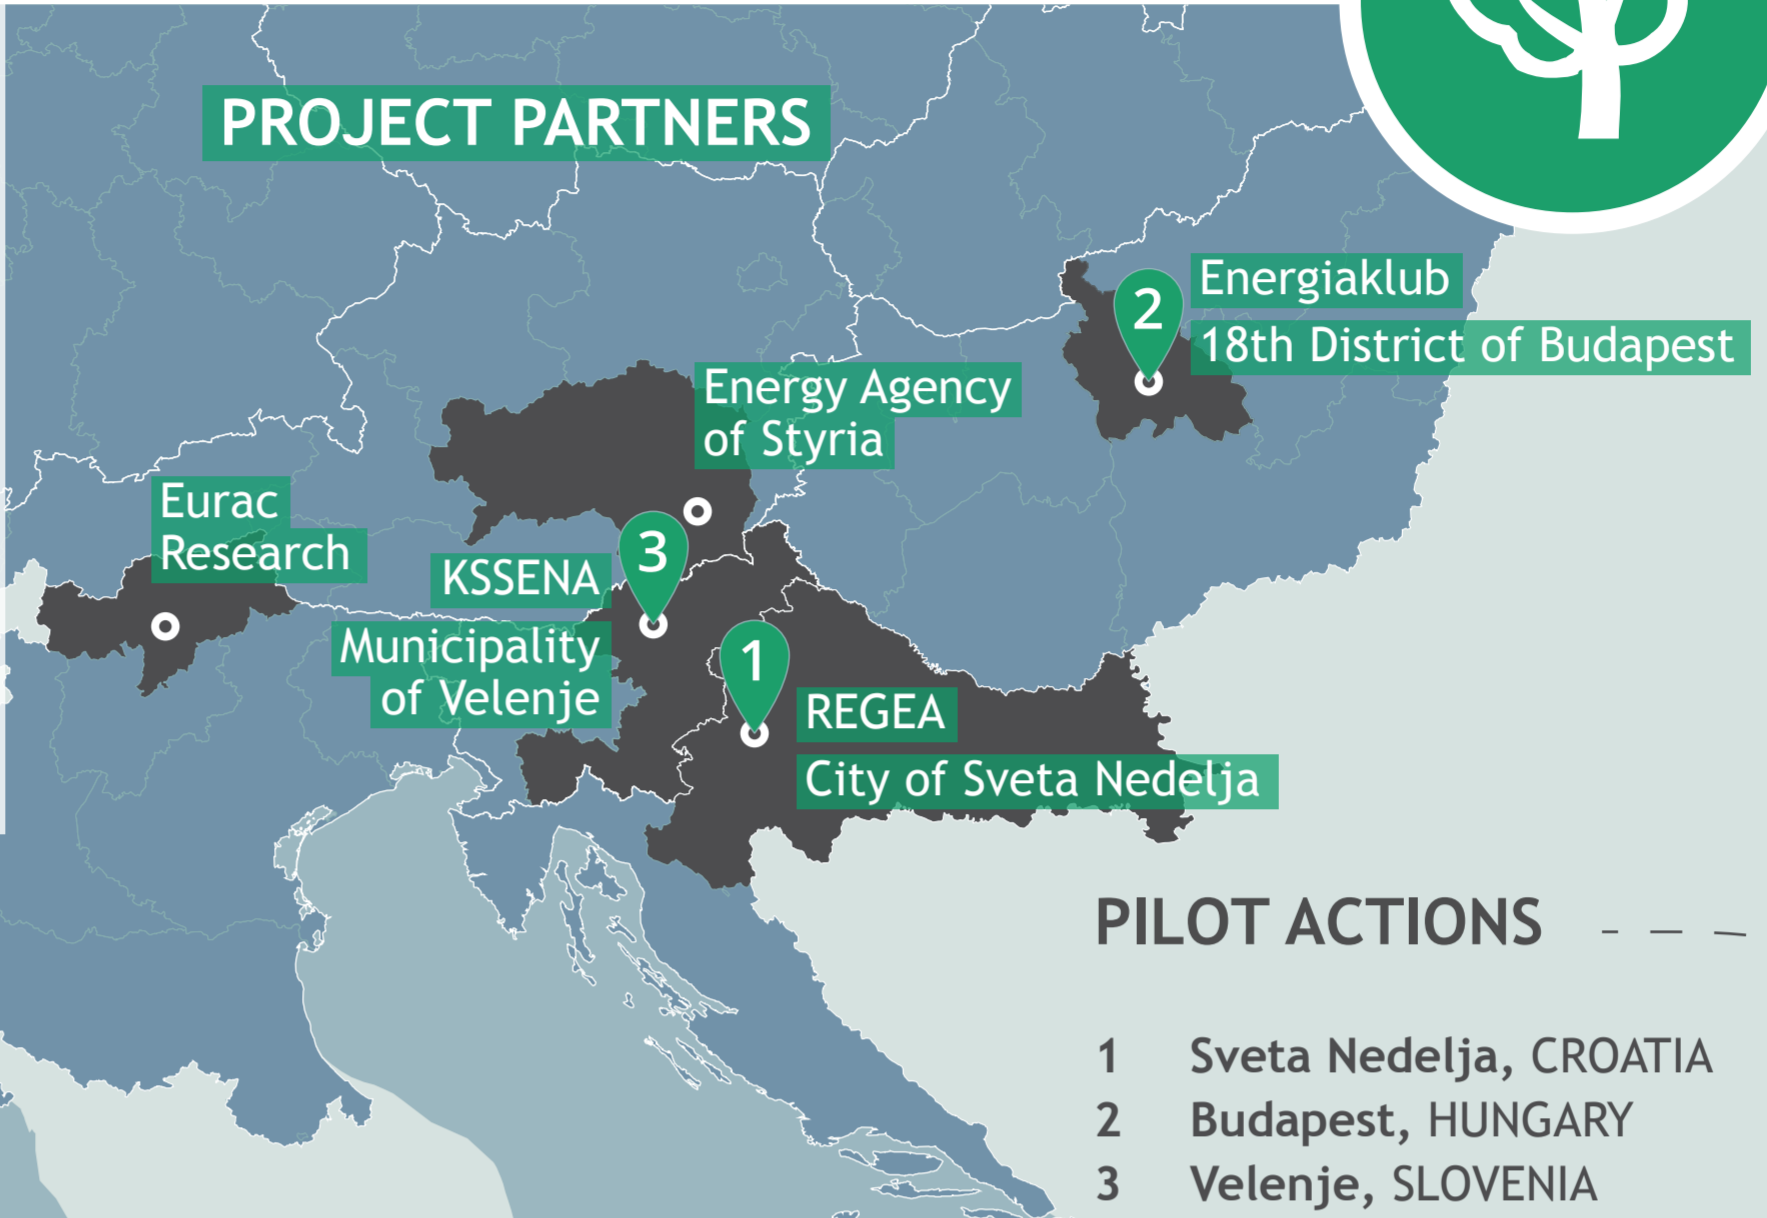 PROJECT PARTNERS
2
Energiaklub
18th District of Budapest
Energy Agency
of Styria
Eurac
Research
3
KSSENA
Municipality
of Velenje
1
REGEA
City of Sveta Nedelja
PILOT ACTIONS
1 Sveta Nedelja, CROATIA
2 Budapest, HUNGARY
3 Velenje, SLOVENIA